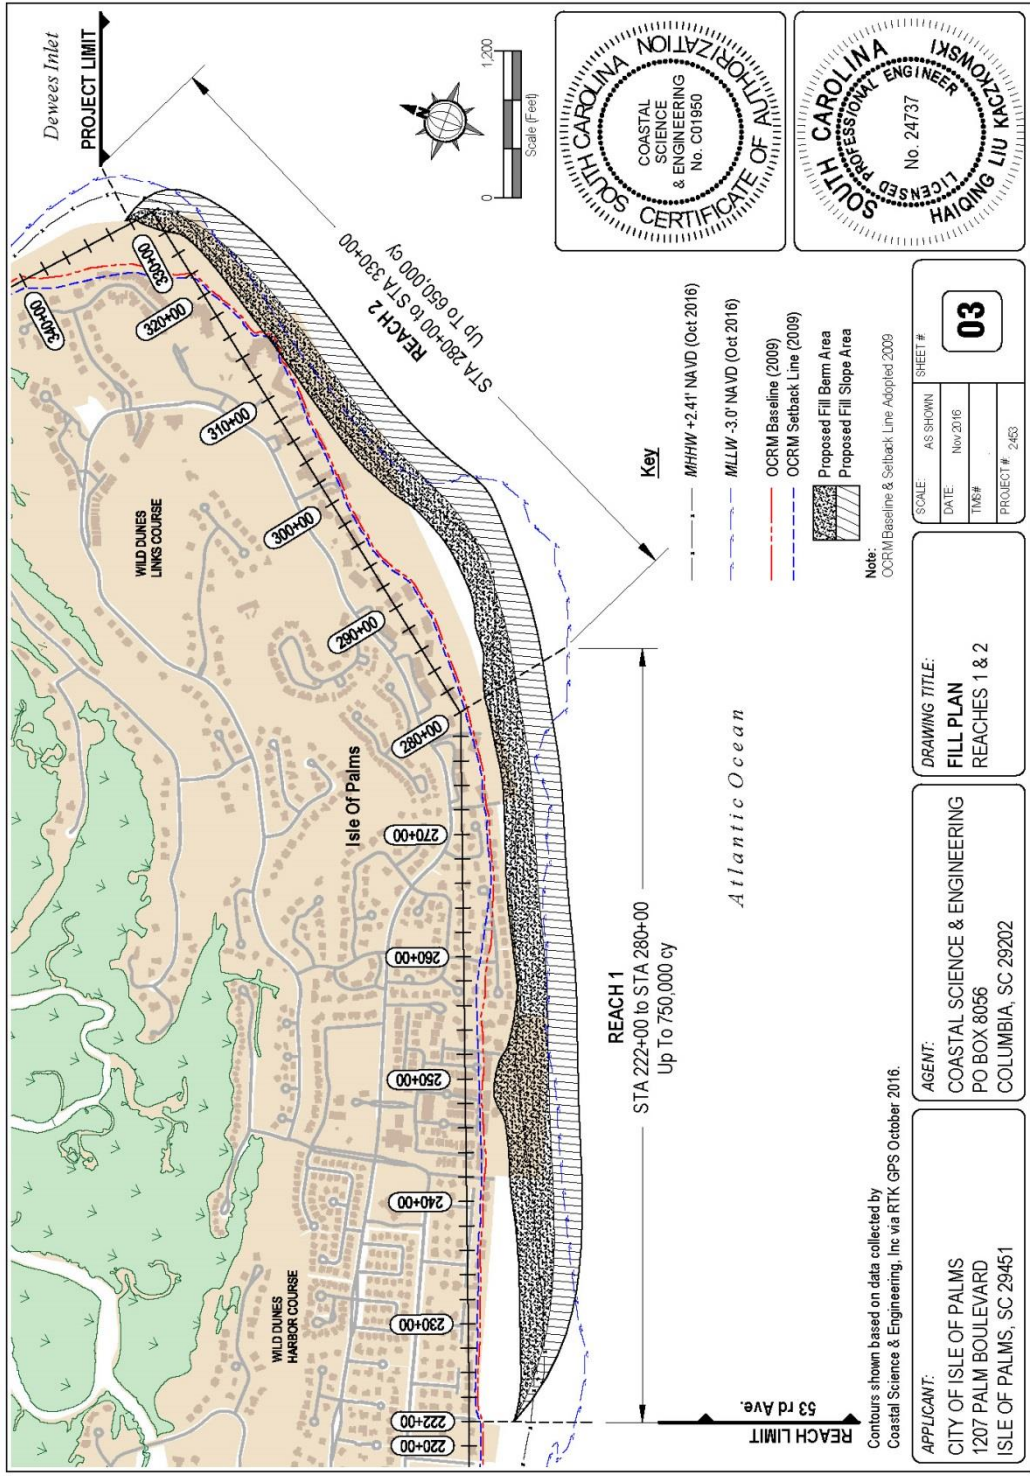 Dewees Inlet
PROJECT LIMIT
340+00
330+00
320+00
310+00
300+00
290+00
280+00
270+00
260+00
250+00
240+00
230+00
222+00
220+00
WILD DUNES
LINKS COURSE
Isle Of Palms
WILD DUNES
HARBOR COURSE
REACH 2
STA 280+00 to STA 330+00
Up To 650,000 cy
REACH 1
STA 222+00 to STA 280+00
Up To 750,000 cy
Atlantic Ocean
REACH LIMIT
53 rd Ave.
0
1,200
Scale (Feet)
Key
MHHW +2.41' NAVD (Oct 2016)
MLLW -3.0' NAVD (Oct 2016)
OCRM Baseline (2009)
OCRM Setback Line (2009)
Proposed Fill Berm Area
Proposed Fill Slope Area
Note:
OCRM Baseline & Setback Line Adopted 2009
Contours shown based on data collected by
Coastal Science & Engineering, Inc via RTK GPS October 2016.
SOUTH CAROLINA
CERTIFICATE OF AUTHORIZATION
COASTAL
SCIENCE
& ENGINEERING
No. C01950
SOUTH CAROLINA
LICENSED PROFESSIONAL ENGINEER
No. 24737
HAIQING LIU KACZKOWSKI
APPLICANT:
CITY OF ISLE OF PALMS
1207 PALM BOULEVARD
ISLE OF PALMS, SC 29451
AGENT:
COASTAL SCIENCE & ENGINEERING
PO BOX 8056
COLUMBIA, SC 29202
DRAWING TITLE:
FILL PLAN
REACHES 1 & 2
SCALE: AS SHOWN
DATE: Nov 2016
TMS#
PROJECT #: 2453
SHEET #:
03